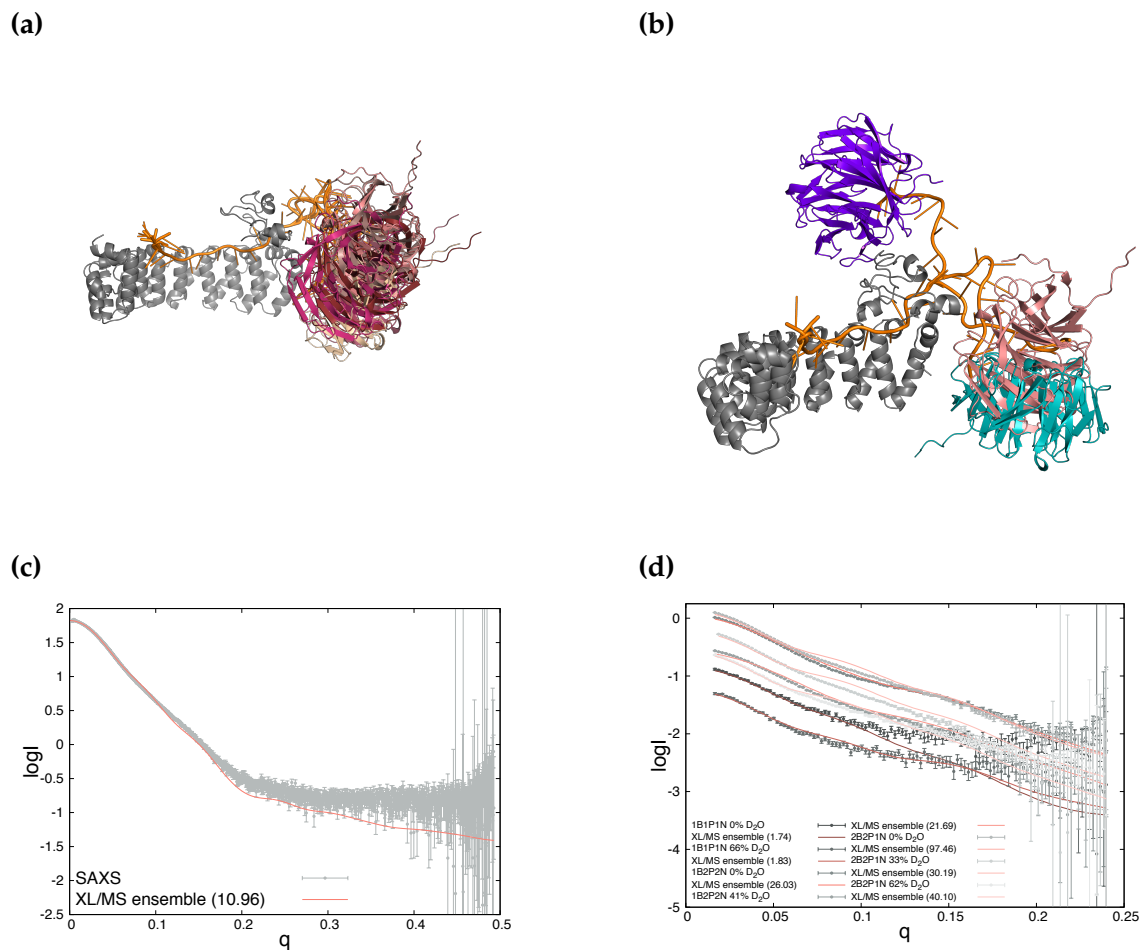 (a)
(b)
(c)
2
1.5
1
0.5
0
-0.5
-1
-1.5
-2
-2.5
0
0.1
0.2
0.3
0.4
0.5
logI
q
SAXS
XL/MS ensemble (10.96)
(d)
0
-1
-2
-3
-4
-5
0
0.05
0.1
0.15
0.2
0.25
logI
q
1B1P1N 0% D2O
XL/MS ensemble (1.74)
1B1P1N 66% D2O
XL/MS ensemble (1.83)
1B2P2N 0% D2O
XL/MS ensemble (26.03)
1B2P2N 41% D2O
XL/MS ensemble (21.69)
2B2P1N 0% D2O
XL/MS ensemble (97.46)
2B2P1N 33% D2O
XL/MS ensemble (30.19)
2B2P1N 62% D2O
XL/MS ensemble (40.10)